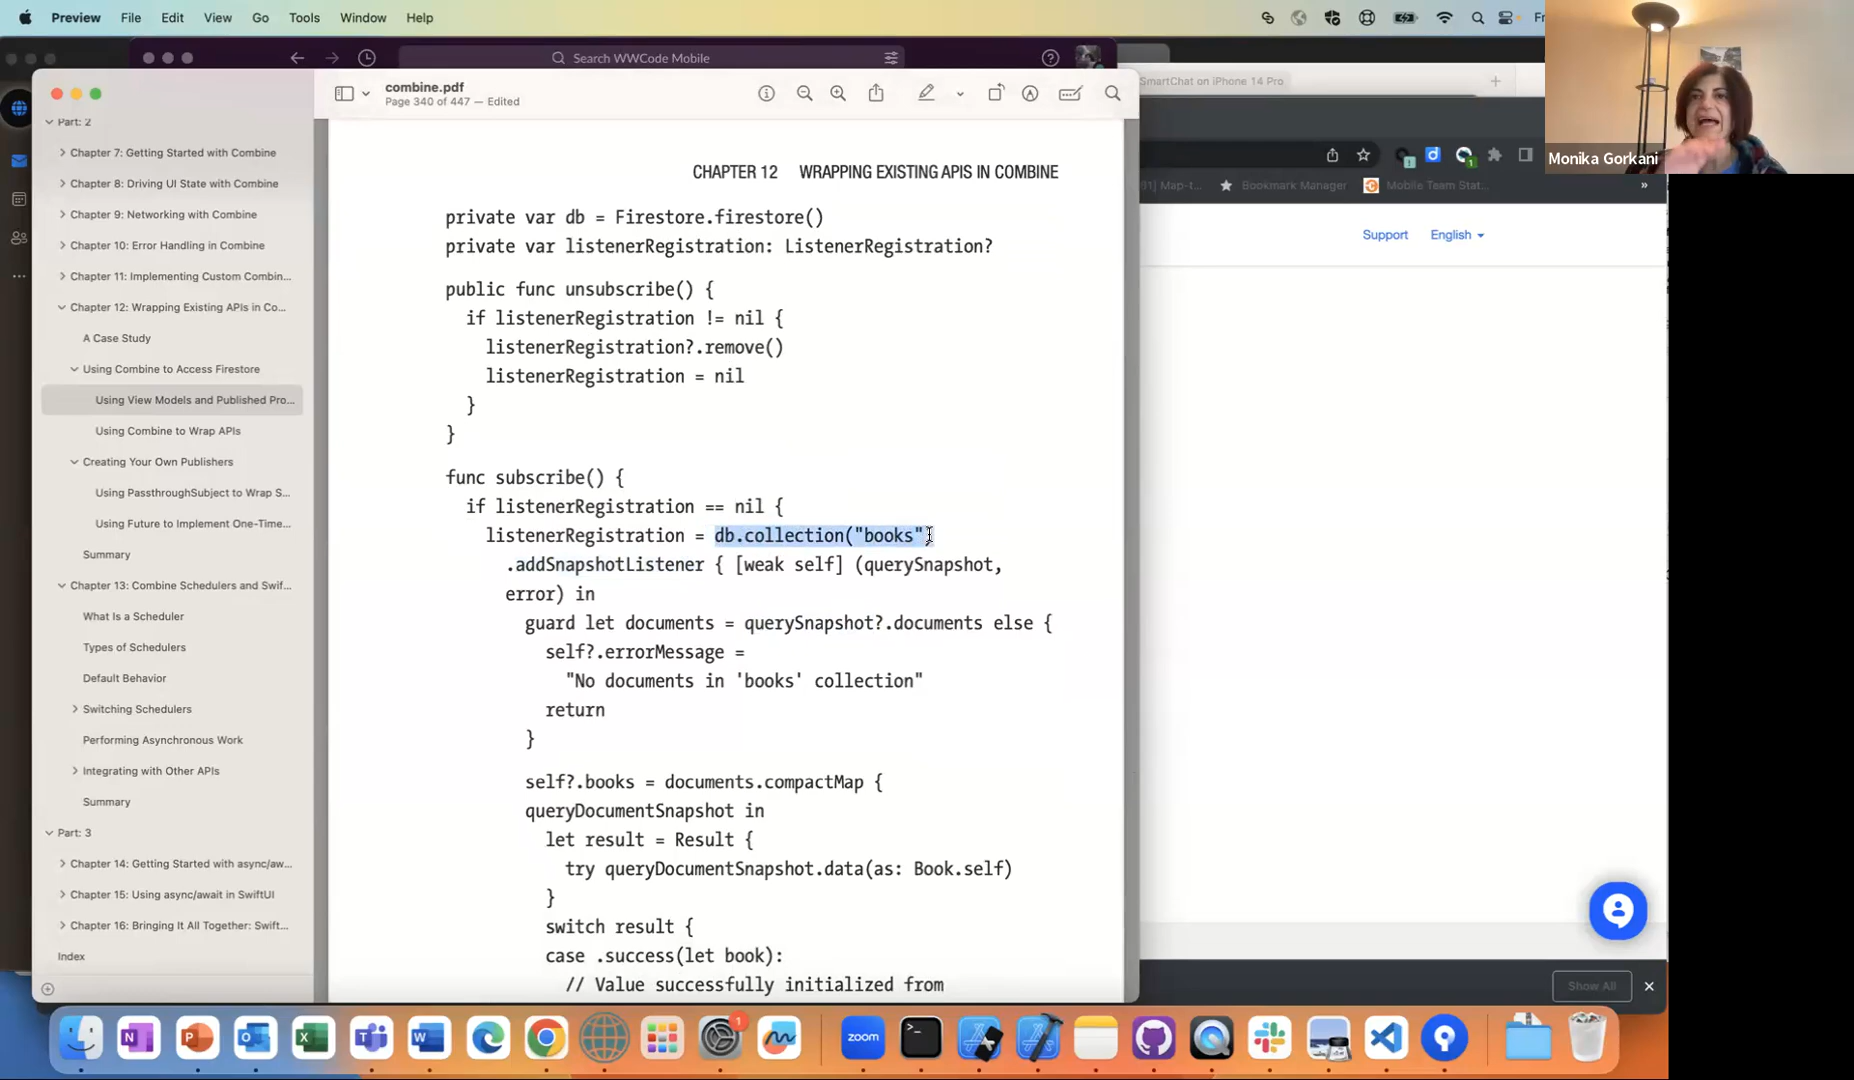 Preview File Edit View Go Tools Window Help
Search WWCode Mobile
SmartChat on iPhone 14 Pro
Monika Gorkani
combine.pdf
Page 340 of 447 — Edited
Bookmark Manager
Mobile Team Stat...
Support English
Part: 2
Chapter 7: Getting Started with Combine
Chapter 8: Driving UI State with Combine
Chapter 9: Networking with Combine
Chapter 10: Error Handling in Combine
Chapter 11: Implementing Custom Combin...
Chapter 12: Wrapping Existing APIs in Co...
A Case Study
Using Combine to Access Firestore
Using View Models and Published Pro...
Using Combine to Wrap APIs
Creating Your Own Publishers
Using PassthroughSubject to Wrap S...
Using Future to Implement One-Time...
Summary
Chapter 13: Combine Schedulers and Swif...
What Is a Scheduler
Types of Schedulers
Default Behavior
Switching Schedulers
Performing Asynchronous Work
Integrating with Other APIs
Summary
Part: 3
Chapter 14: Getting Started with async/aw...
Chapter 15: Using async/await in SwiftUI
Chapter 16: Bringing It All Together: Swift...
Index
CHAPTER 12 WRAPPING EXISTING APIS IN COMBINE
private var db = Firestore.firestore()
private var listenerRegistration: ListenerRegistration?
public func unsubscribe() {
if listenerRegistration != nil {
listenerRegistration?.remove()
listenerRegistration = nil
}
}
func subscribe() {
if listenerRegistration == nil {
listenerRegistration = db.collection("books")
.addSnapshotListener { [weak self] (querySnapshot,
error) in
guard let documents = querySnapshot?.documents else {
self?.errorMessage =
"No documents in 'books' collection"
return
}
self?.books = documents.compactMap {
queryDocumentSnapshot in
let result = Result {
try queryDocumentSnapshot.data(as: Book.self)
}
switch result {
case .success(let book):
// Value successfully initialized from
Show All
zoom